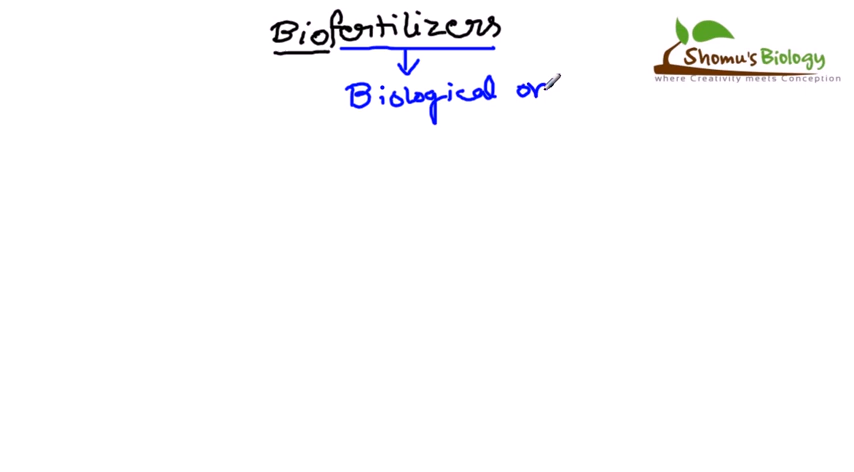 Biofertilizers
Shomu's Biology
where Creativity meets Conception
Biological or